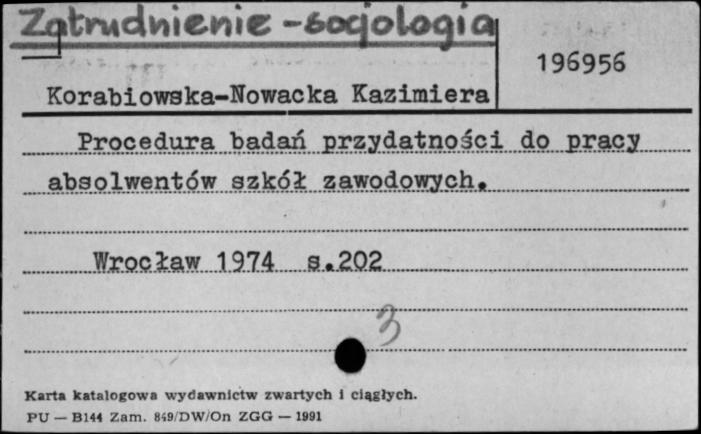 Zatrudnienie - socjologia
196956
Korabiowska-Nowacka Kazimiera
Procedura badań przydatności do pracy
absolwentów szkół zawodowych.
Wrocław 1974 s.202
3
Karta katalogowa wydawnictw zwartych i ciągłych.
PU — B144 Zam. 849/DW/On ZGG — 1991